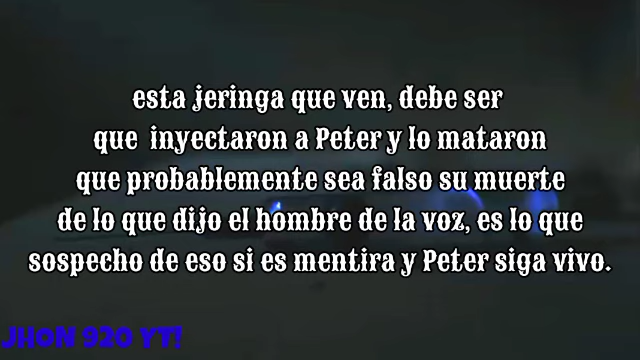 esta jeringa que ven, debe ser
que inyectaron a Peter y lo mataron
que probablemente sea falso su muerte
de lo que dijo el hombre de la voz, es lo que
sospecho de eso si es mentira y Peter siga vivo.
JHON 920 YT!